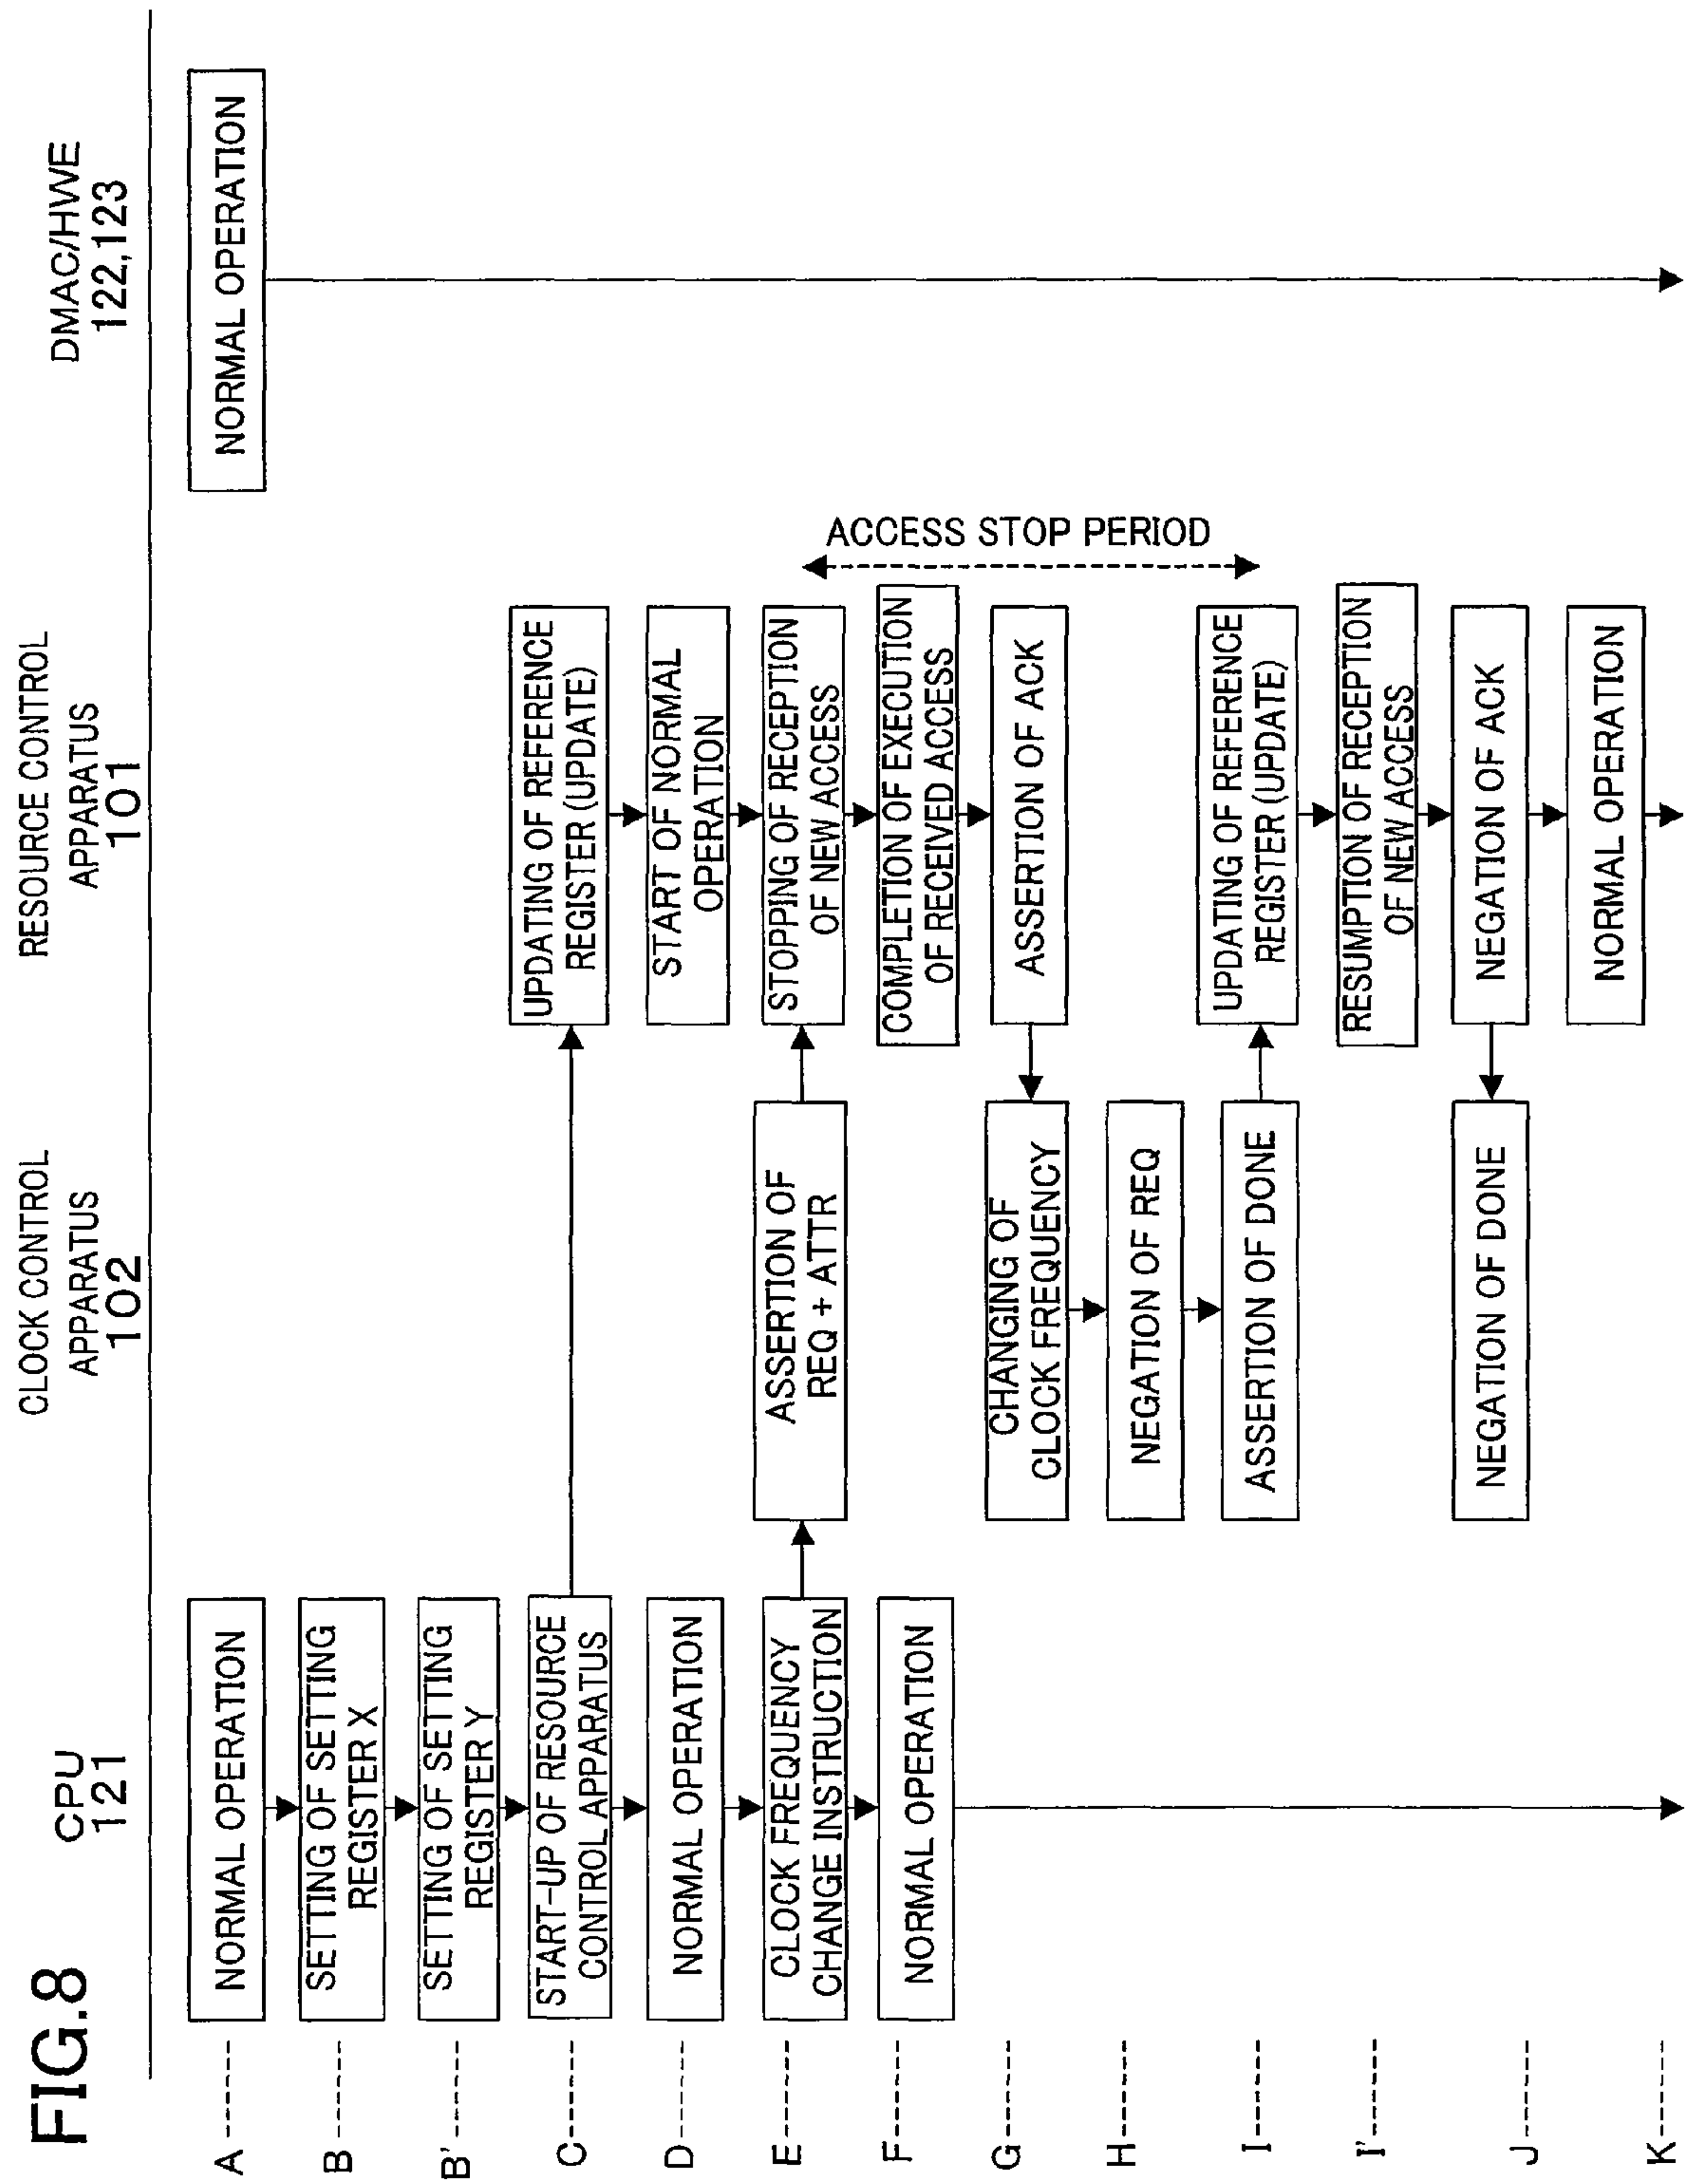 FIG.8
CPU
121
CLOCK CONTROL
APPARATUS
102
RESOURCE CONTROL
APPARATUS
101
DMAC/HWE
122,123
A
NORMAL OPERATION
NORMAL OPERATION
B
SETTING OF SETTING
REGISTER X
B'
SETTING OF SETTING
REGISTER Y
C
START-UP OF RESOURCE
CONTROL APPARATUS
UPDATING OF REFERENCE
REGISTER (UPDATE)
D
NORMAL OPERATION
START OF NORMAL
OPERATION
E
CLOCK FREQUENCY
CHANGE INSTRUCTION
ASSERTION OF
REQ + ATTR
STOPPING OF RECEPTION
OF NEW ACCESS
ACCESS STOP PERIOD
F
NORMAL OPERATION
COMPLETION OF EXECUTION
OF RECEIVED ACCESS
G
CHANGING OF
CLOCK FREQUENCY
ASSERTION OF ACK
H
NEGATION OF REQ
I
ASSERTION OF DONE
UPDATING OF REFERENCE
REGISTER (UPDATE)
I'
RESUMPTION OF RECEPTION
OF NEW ACCESS
J
NEGATION OF DONE
NEGATION OF ACK
K
NORMAL OPERATION